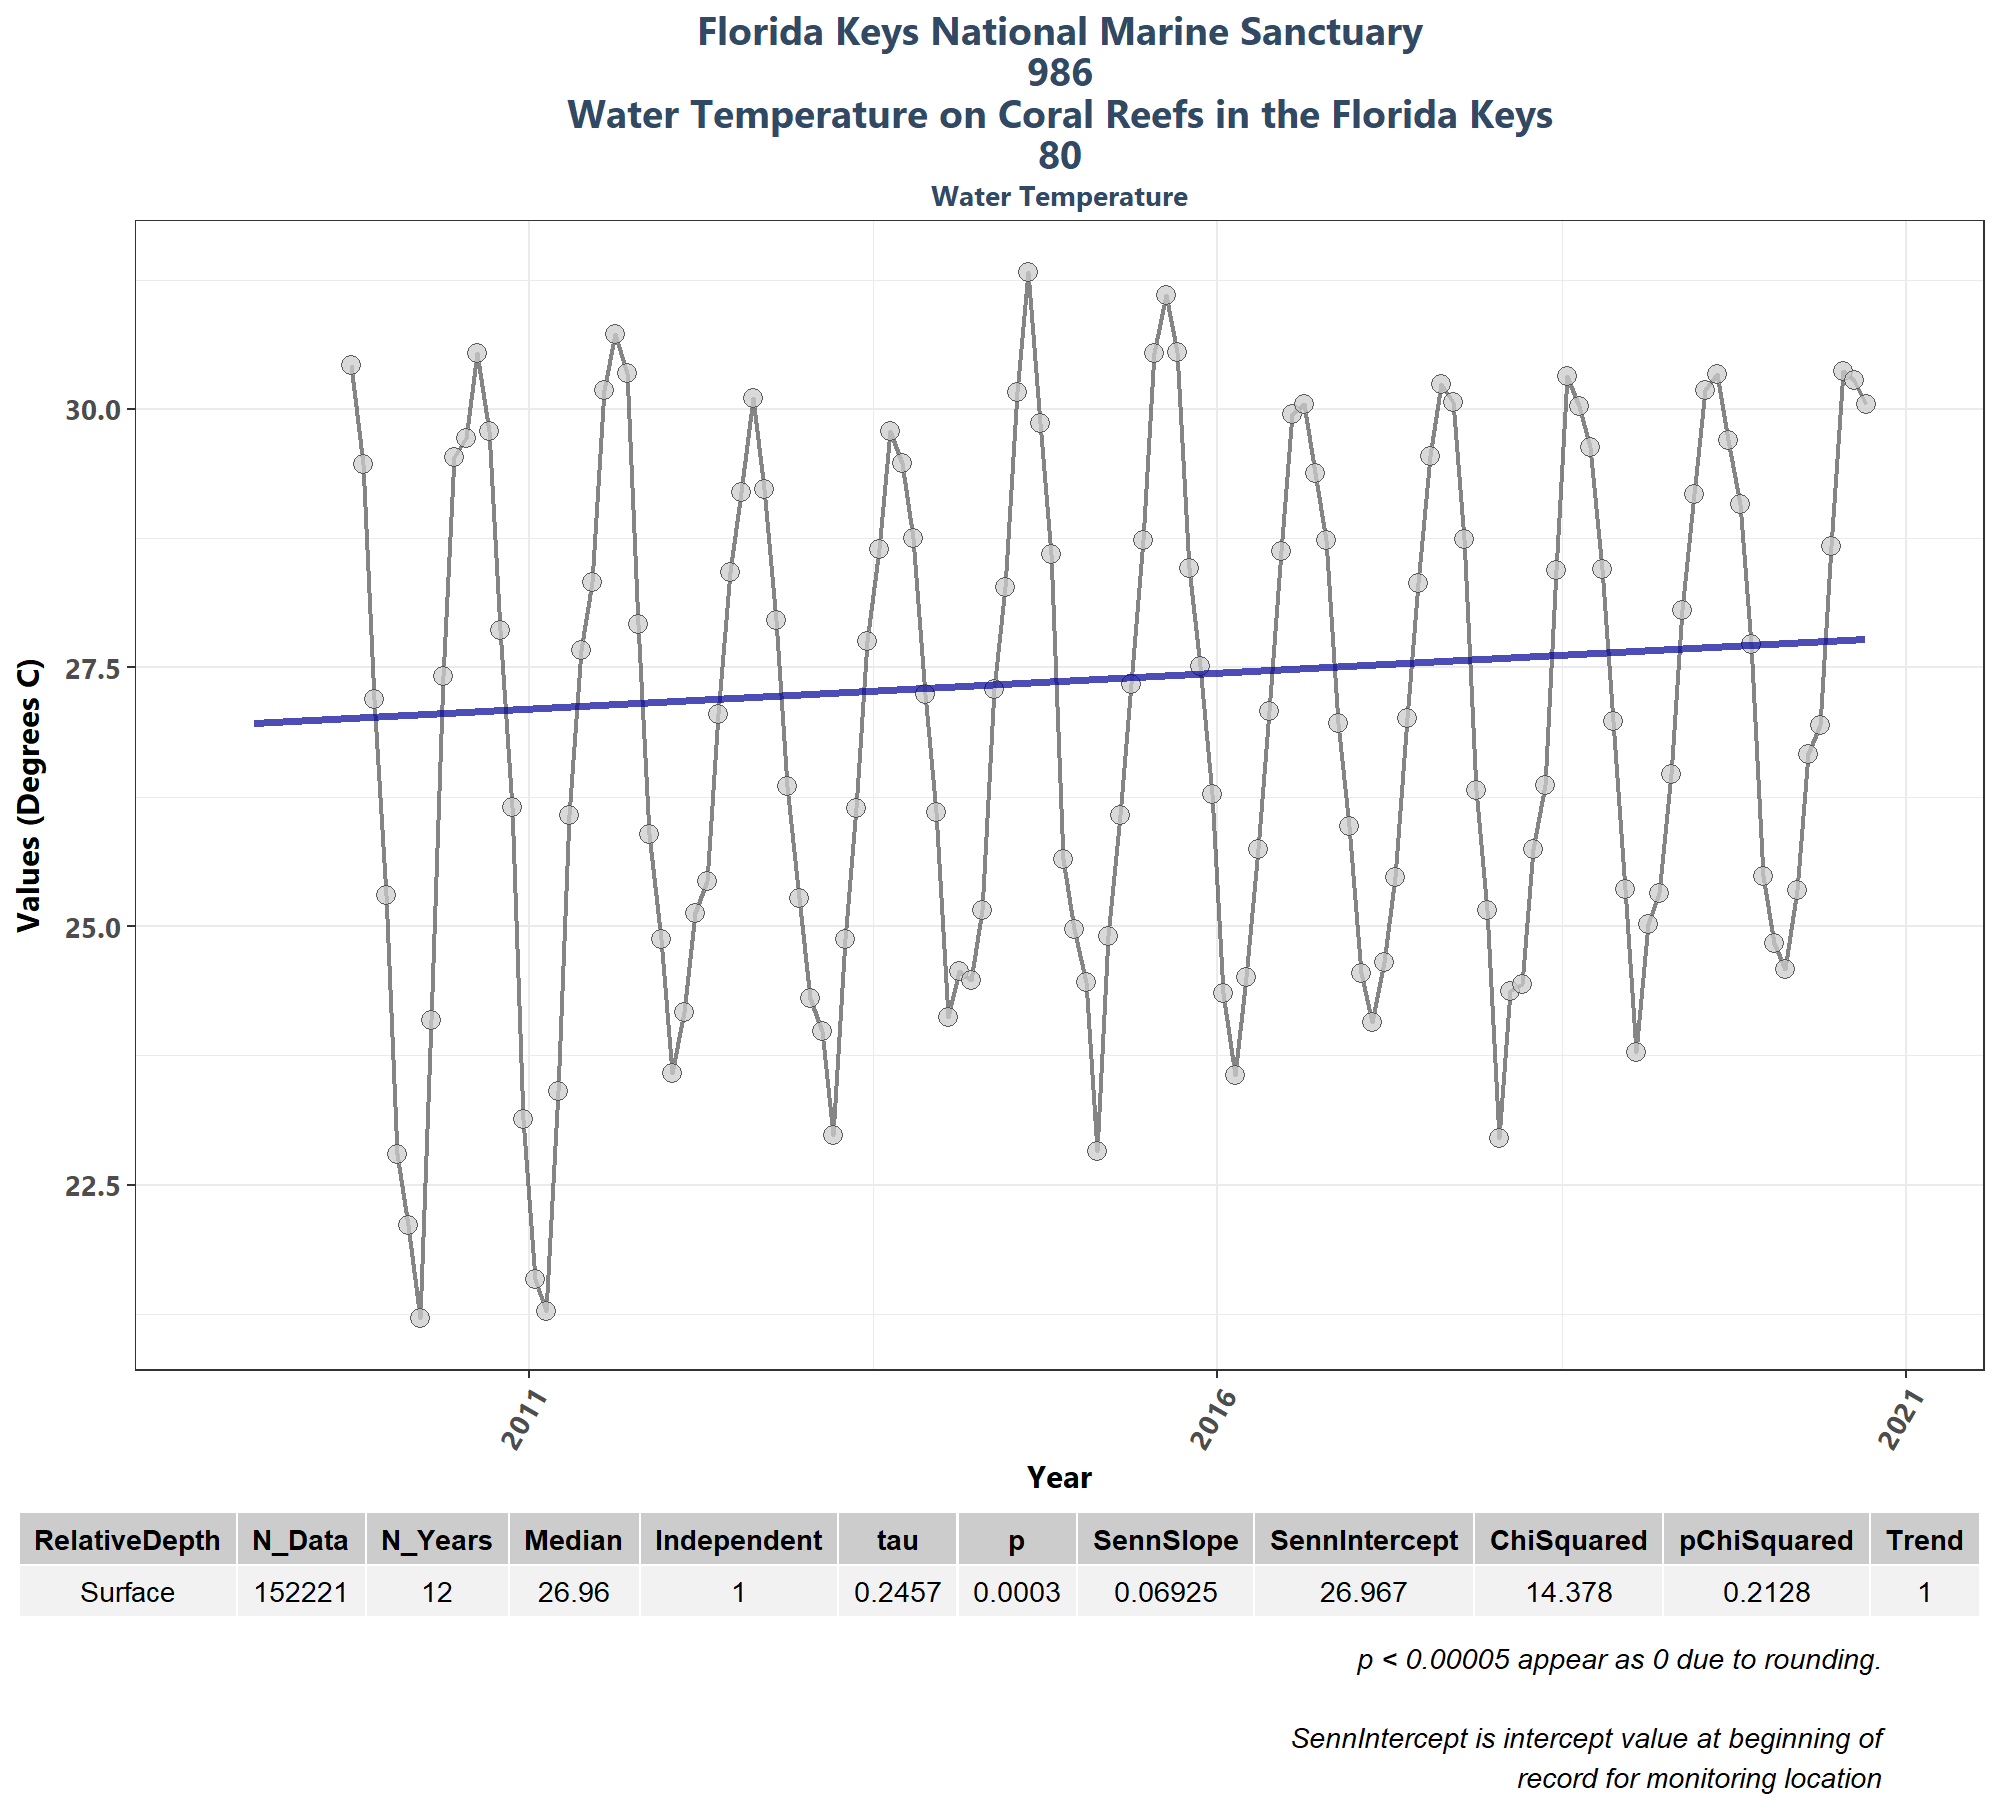 Florida Keys National Marine Sanctuary
986
Water Temperature on Coral Reefs in the Florida Keys
80
Water Temperature
30.0
27.5
25.0
22.5
Values (Degrees C)
2011
2016
2021
Year
RelativeDepth N_Data N_Years Median Independent tau p SennSlope SennIntercept ChiSquared pChiSquared Trend
Surface 152221 12 26.96 1 0.2457 0.0003 0.06925 26.967 14.378 0.2128 1
p < 0.00005 appear as 0 due to rounding.
SennIntercept is intercept value at beginning of
record for monitoring location